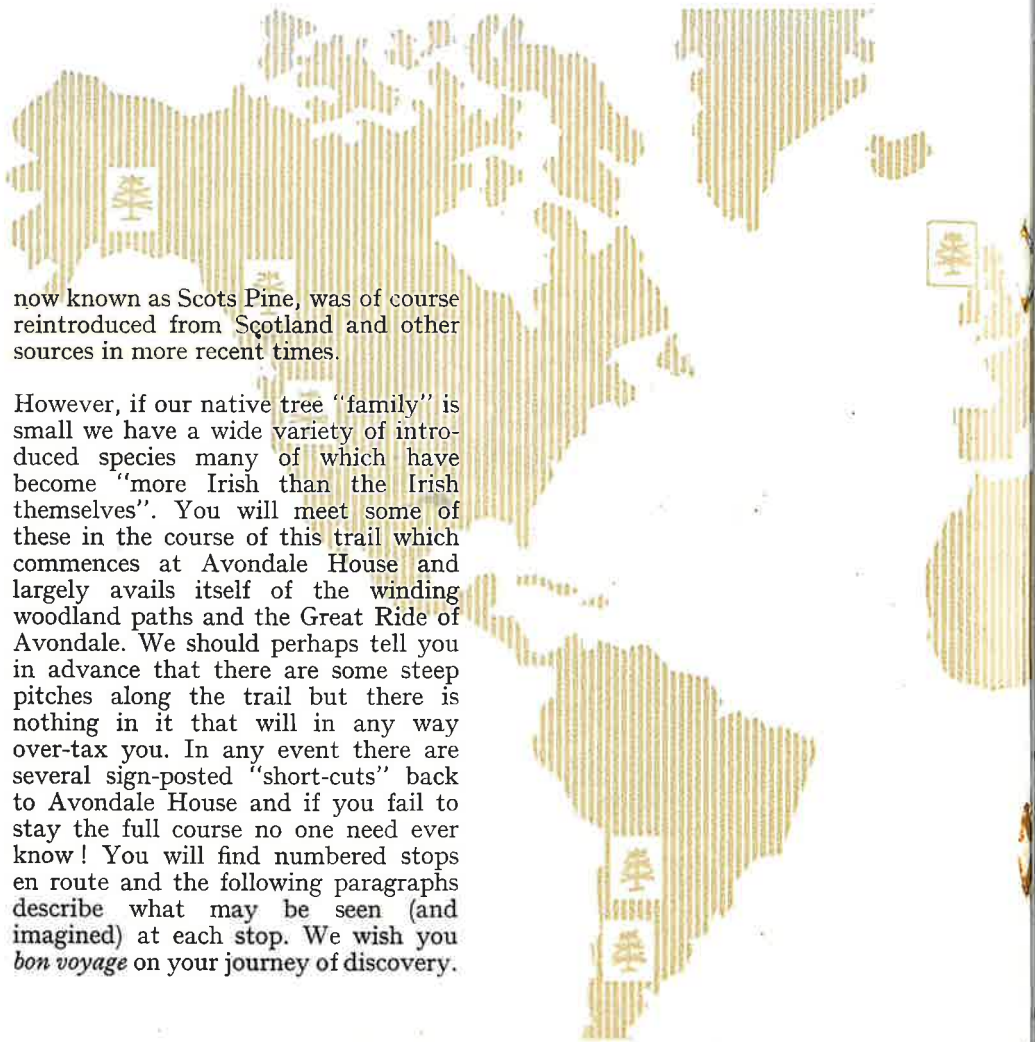 now known as Scots Pine, was of course
reintroduced from Scotland and other
sources in more recent times.

However, if our native tree "family" is
small we have a wide variety of intro-
duced species many of which have
become "more Irish than the Irish
themselves". You will meet some of
these in the course of this trail which
commences at Avondale House and
largely avails itself of the winding
woodland paths and the Great Ride of
Avondale. We should perhaps tell you
in advance that there are some steep
pitches along the trail but there is
nothing in it that will in any way
over-tax you. In any event there are
several sign-posted "short-cuts" back
to Avondale House and if you fail to
stay the full course no one need ever
know! You will find numbered stops
en route and the following paragraphs
describe what may be seen (and
imagined) at each stop. We wish you
bon voyage on your journey of discovery.